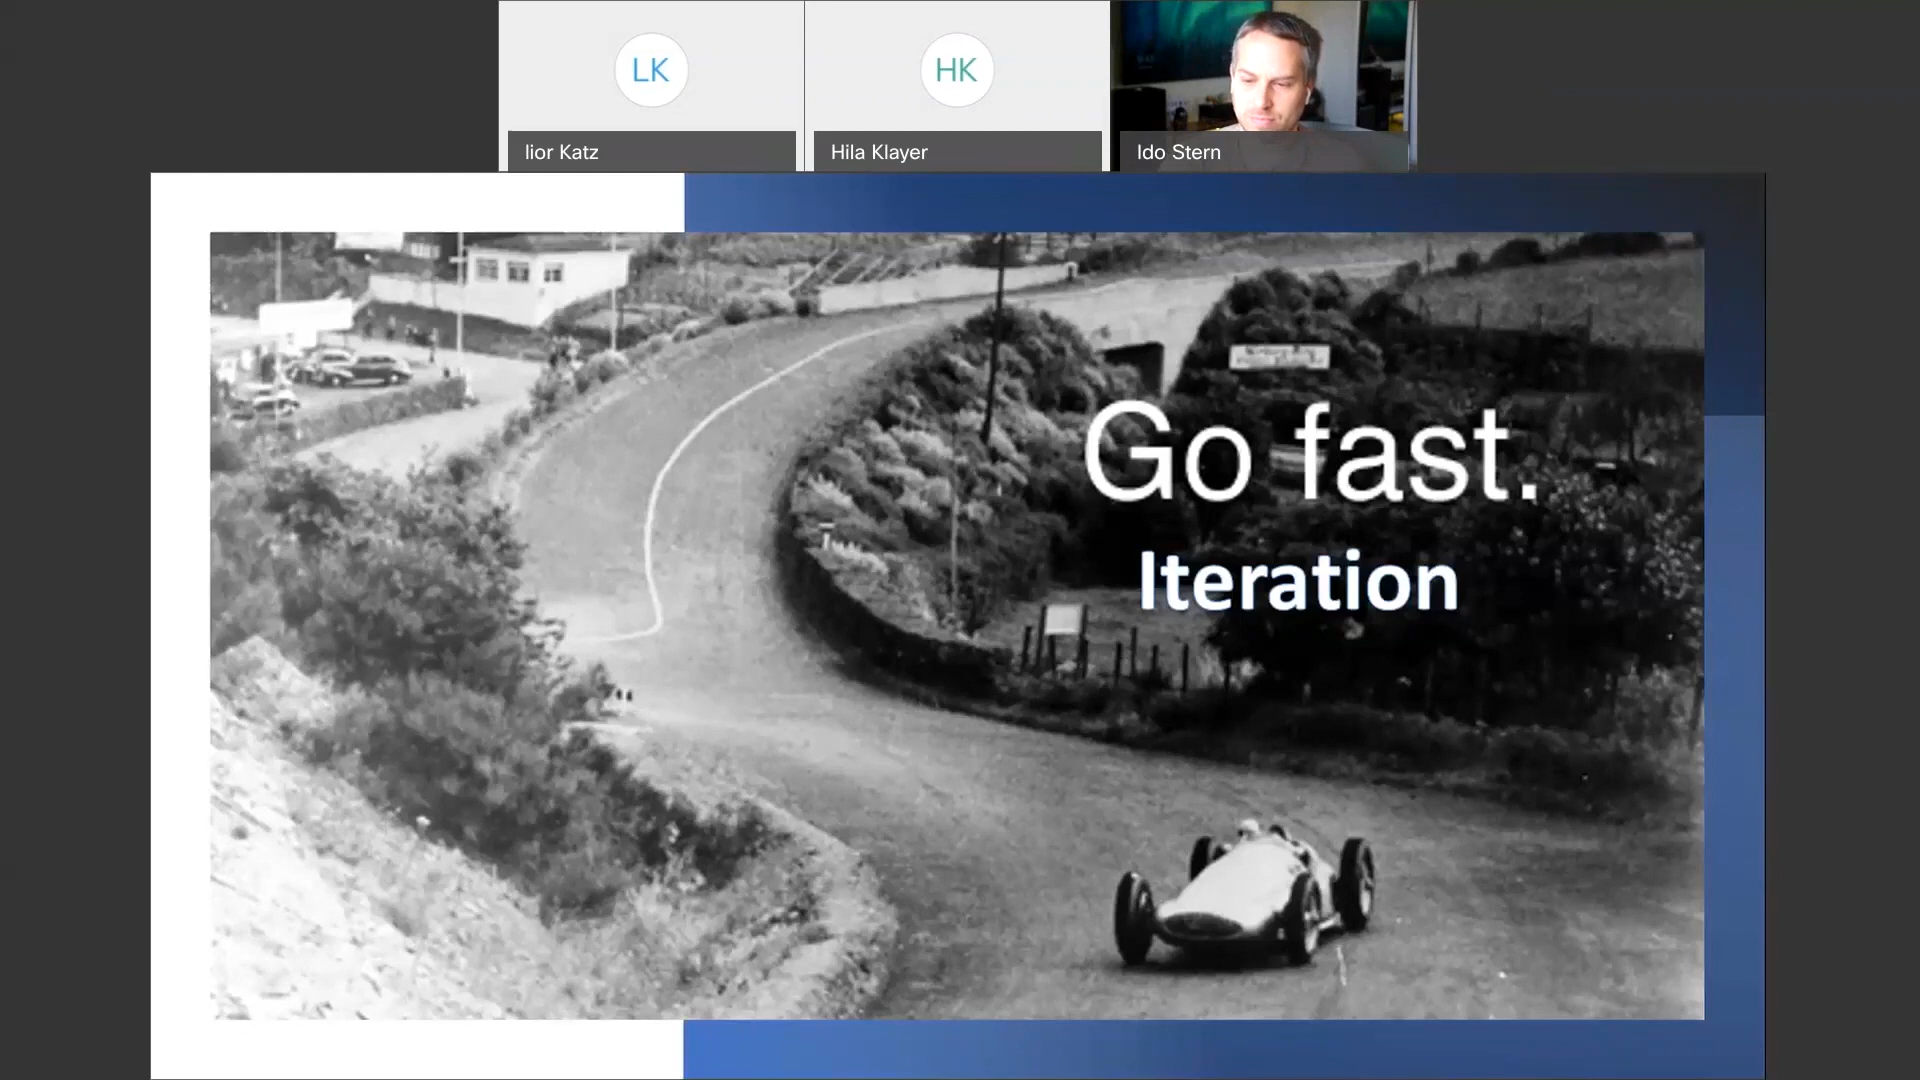 LK
HK
lior Katz
Hila Klayer
Ido Stern
Go fast.
Iteration